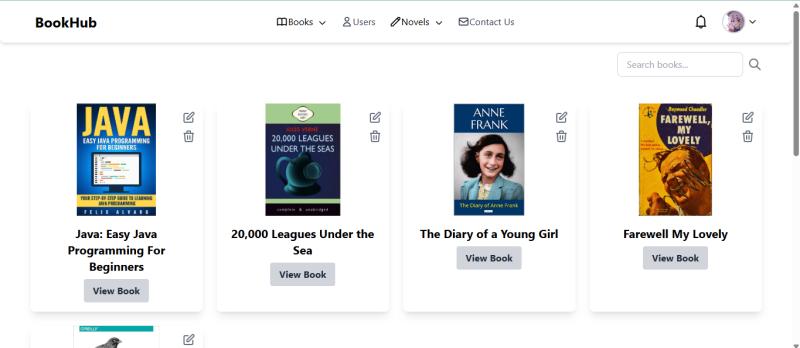 BookHub
Books
Users
Novels
Contact Us
Search books...
JAVA
EASY JAVA PROGRAMMING
FOR BEGINNERS
YOUR STEP-BY-STEP GUIDE TO LEARNING
JAVA PROGRAMMING
FELIX ALVARO
JULES VERNE
20,000 LEAGUES
UNDER THE SEAS
complete & unabridged
ANNE
FRANK
The Diary of Anne Frank
Raymond Chandler
FAREWELL,
MY
LOVELY
Java: Easy Java
Programming For
Beginners
View Book
20,000 Leagues Under the
Sea
View Book
The Diary of a Young Girl
View Book
Farewell My Lovely
View Book
O'REILLY